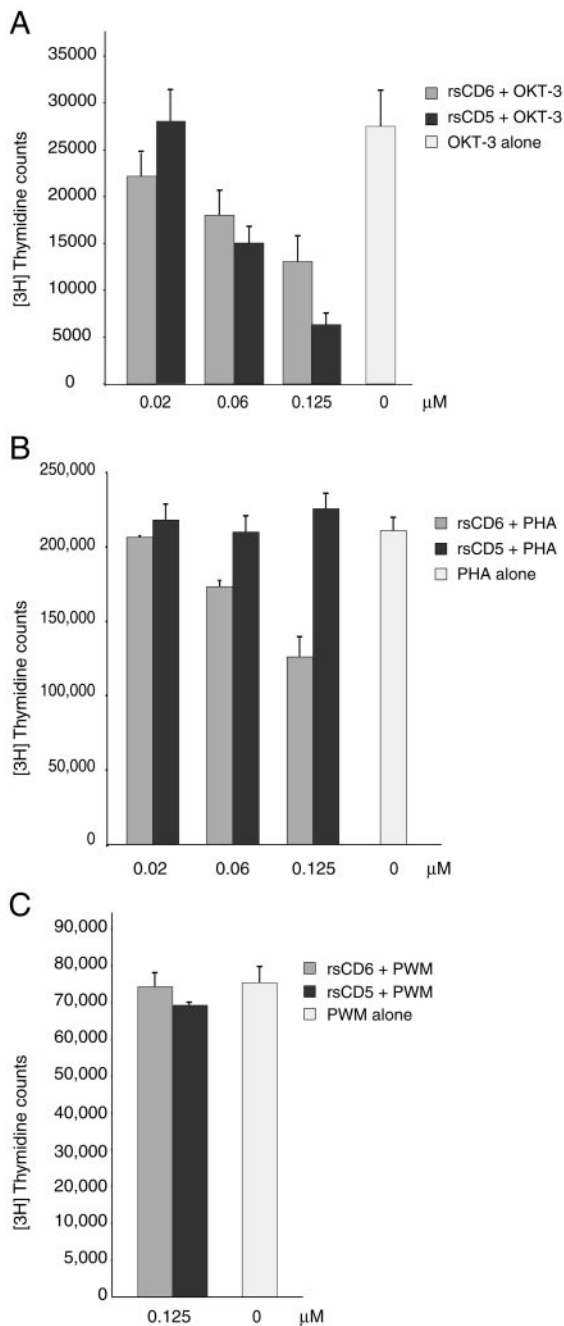 A
35000
30000
25000
20000
15000
10000
5000
0
[3H] Thymidine counts
rsCD6 + OKT-3
rsCD5 + OKT-3
OKT-3 alone
0.02 0.06 0.125 0 μM
B
250,000
200,000
150,000
100,000
50,000
0
[3H] Thymidine counts
rsCD6 + PHA
rsCD5 + PHA
PHA alone
0.02 0.06 0.125 0 μM
C
90,000
80,000
70,000
50,000
50,000
40,000
30,000
20,000
10,000
5,000
0
[3H] Thymidine counts
rsCD6 + PWM
rsCD5 + PWM
PWM alone
0.125 0 μM